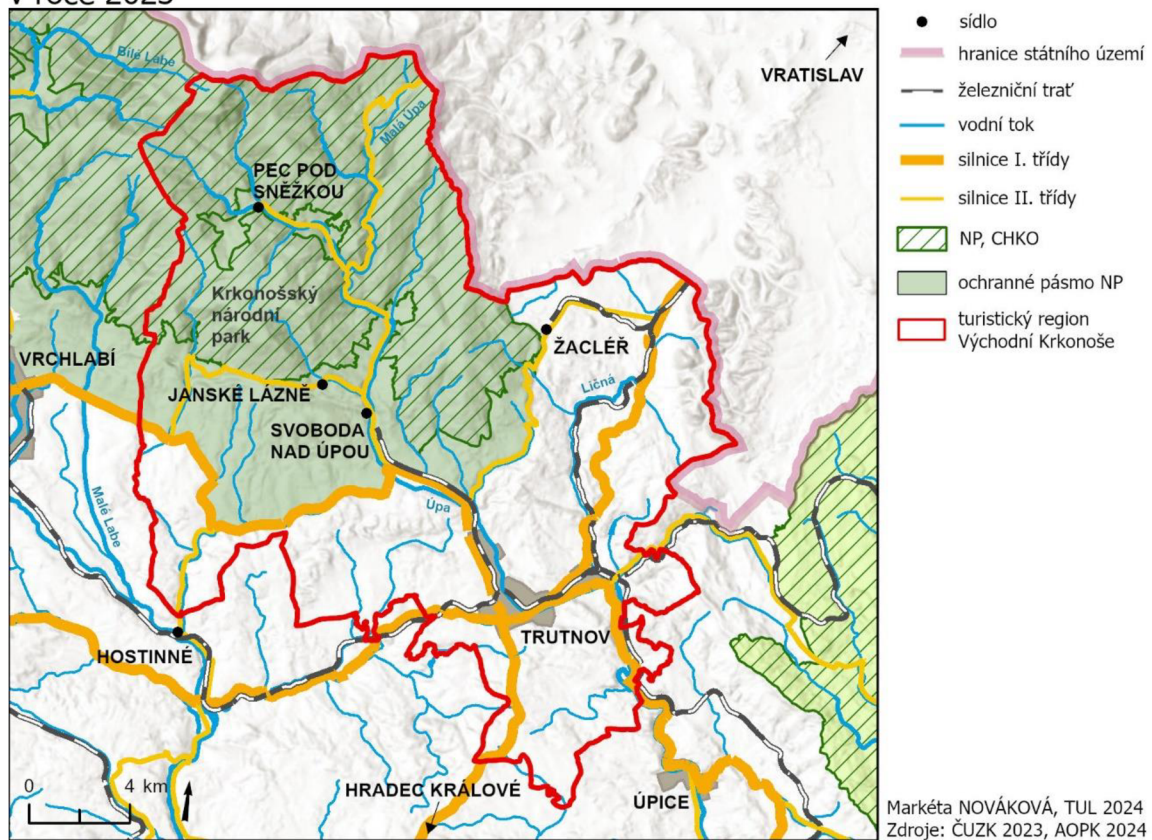 v roce 2023
Bílé Labe
Malá Úpa
VRATISLAV
PEC POD
SNĚŽKOU
Krkonošský
národní
park
ŽACLÉŘ
VRCHLABÍ
JANSKÉ LÁZNĚ
Ličná
SVOBODA
NAD ÚPOU
Malé Labe
Úpa
TRUTNOV
HOSTINNÉ
0 4 km
HRADEC KRÁLOVÉ
ÚPICE
sídlo
hranice státního území
železniční trať
vodní tok
silnice I. třídy
silnice II. třídy
NP, CHKO
ochranné pásmo NP
turistický region
Východní Krkonoše
Markéta NOVÁKOVÁ, TUL 2024
Zdroje: ČUZK 2023, AOPK 2024